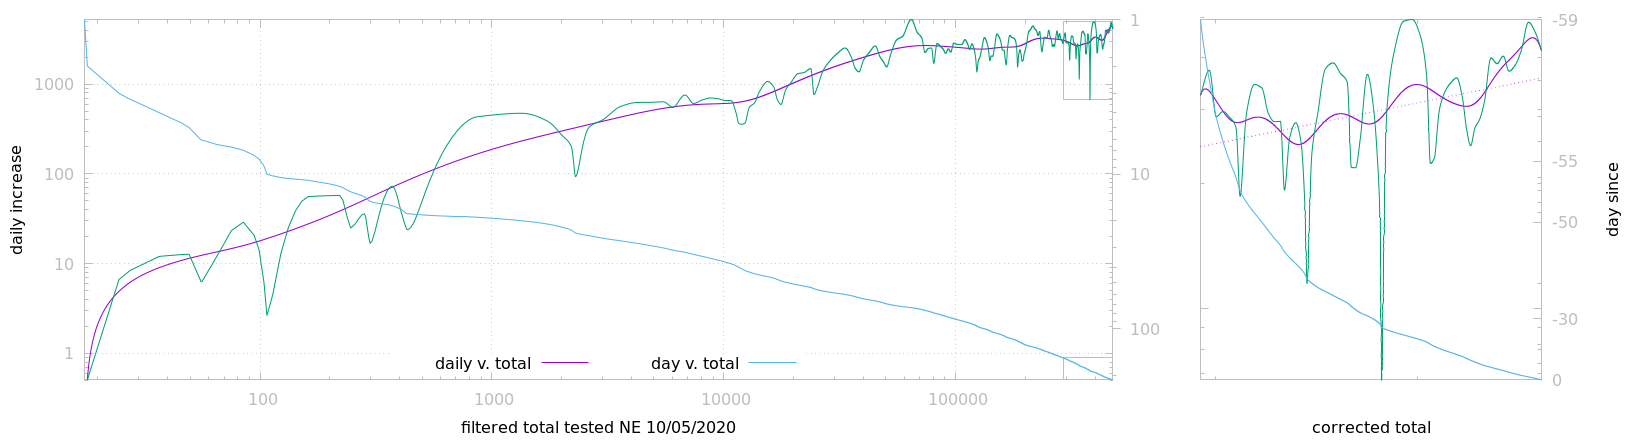 daily increase
1000
100
10
1
100
1000
10000
100000
filtered total tested NE 10/05/2020
daily v. total
day v. total
1
10
100
-59
-55
-50
-30
0
day since
corrected total